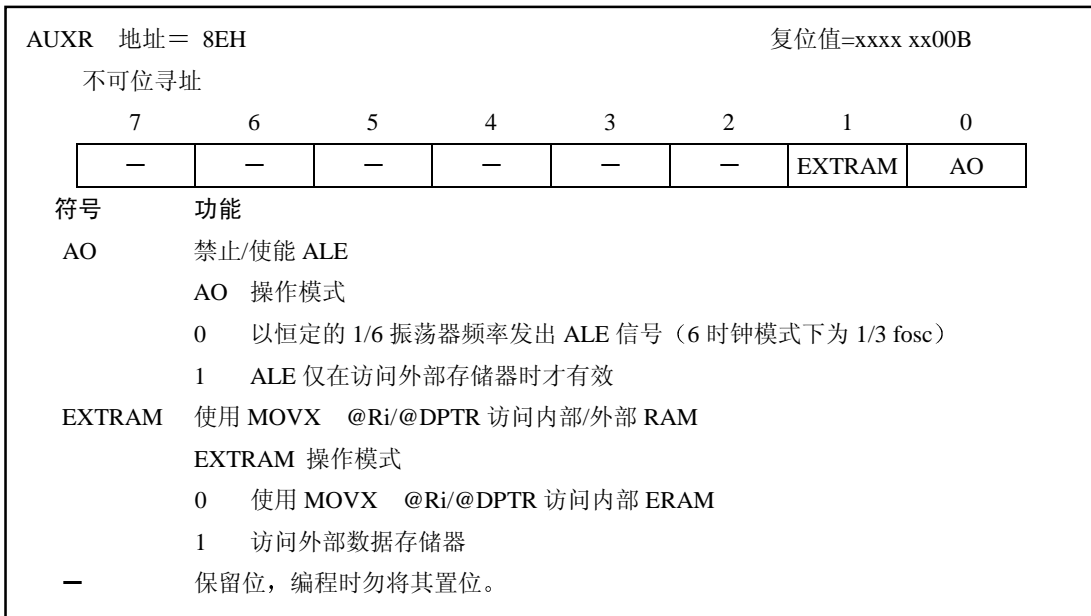 AUXR 地址＝ 8EH 复位值=xxxx xx00B
不可位寻址
7 6 5 4 3 2 1 0
－ － － － － － EXTRAM AO
符号 功能
AO 禁止/使能 ALE
AO 操作模式
0 以恒定的 1/6 振荡器频率发出 ALE 信号（6 时钟模式下为 1/3 fosc）
1 ALE 仅在访问外部存储器时才有效
EXTRAM 使用 MOVX @Ri/@DPTR 访问内部/外部 RAM
EXTRAM 操作模式
0 使用 MOVX @Ri/@DPTR 访问内部 ERAM
1 访问外部数据存储器
－ 保留位，编程时勿将其置位。